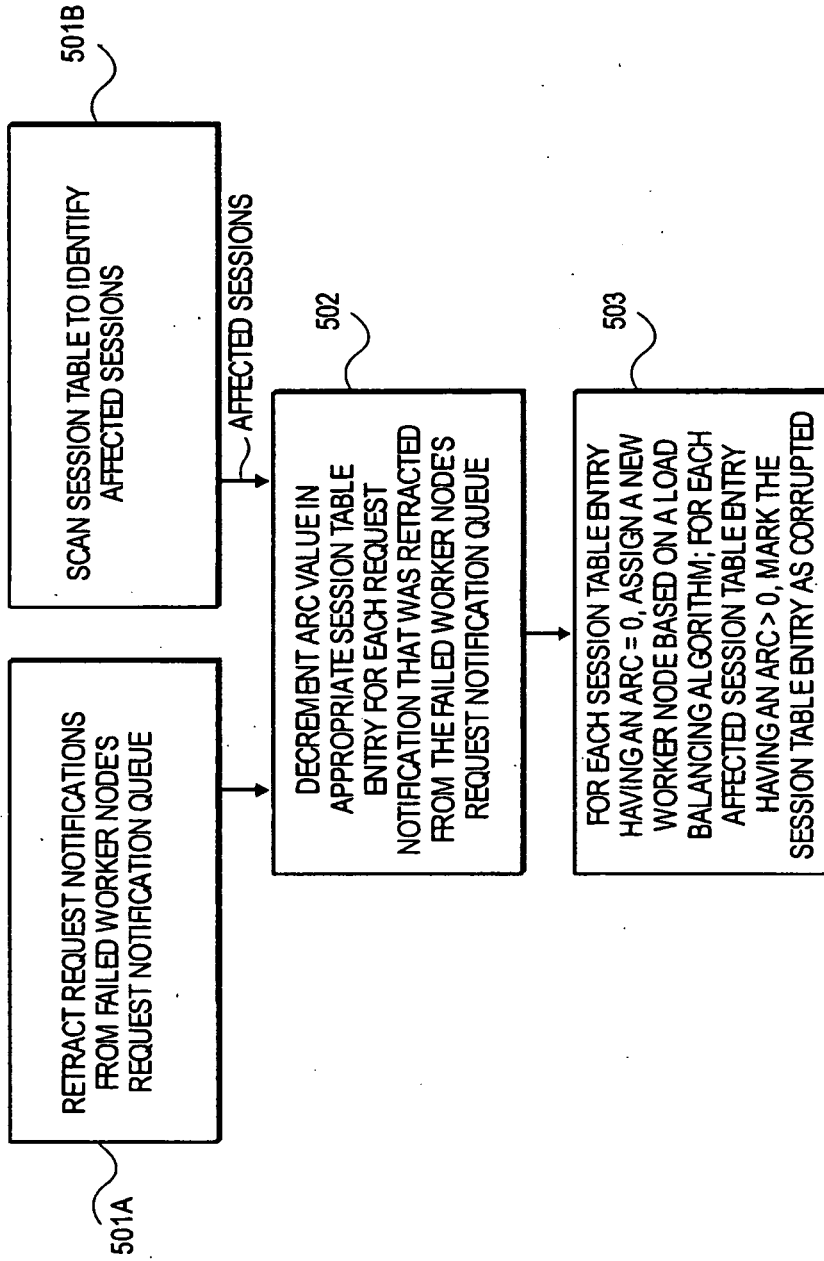 501A
RETRACT REQUEST NOTIFICATIONS
FROM FAILED WORKER NODE'S
REQUEST NOTIFICATION QUEUE
501B
SCAN SESSION TABLE TO IDENTIFY
AFFECTED SESSIONS
AFFECTED SESSIONS
502
DECREMENT ARC VALUE IN
APPROPRIATE SESSION TABLE
ENTRY FOR EACH REQUEST
NOTIFICATION THAT WAS RETRACTED
FROM THE FAILED WORKER NODE'S
REQUEST NOTIFICATION QUEUE
503
FOR EACH SESSION TABLE ENTRY
HAVING AN ARC = 0, ASSIGN A NEW
WORKER NODE BASED ON A LOAD
BALANCING ALGORITHM; FOR EACH
AFFECTED SESSION TABLE ENTRY
HAVING AN ARC > 0, MARK THE
SESSION TABLE ENTRY AS CORRUPTED